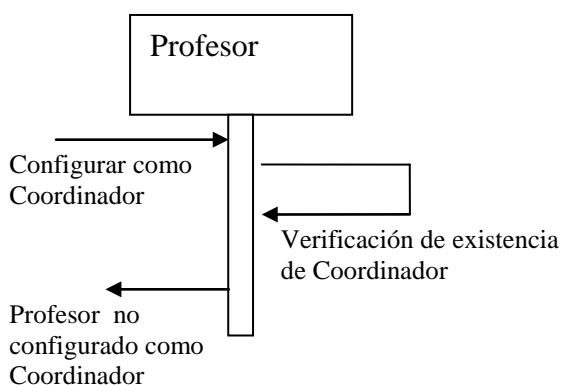 Profesor
Configurar como
Coordinador
Verificación de existencia
de Coordinador
Profesor no
configurado como
Coordinador